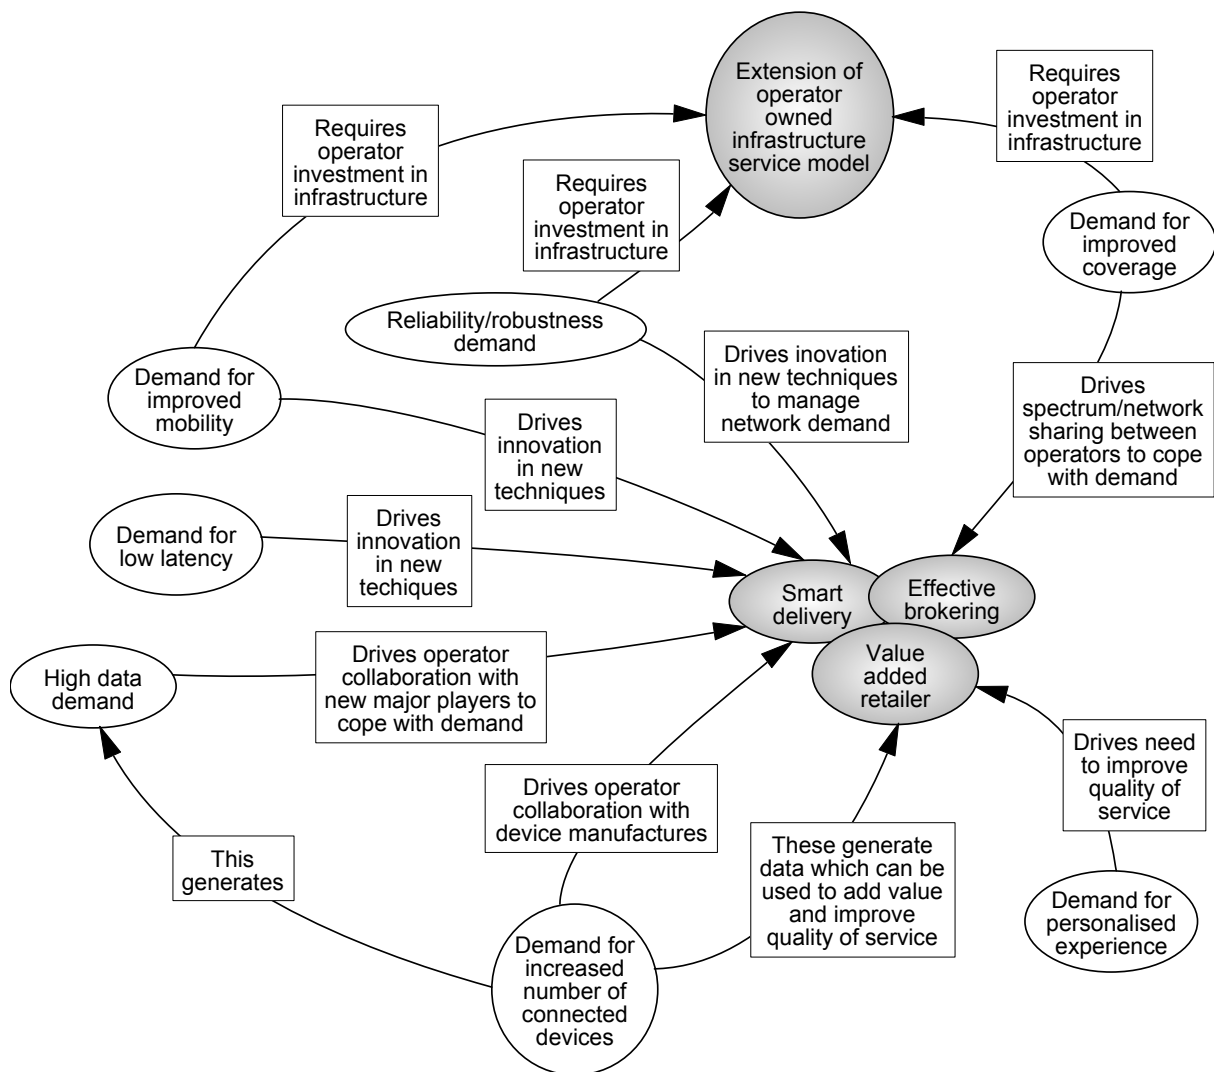 Extension of
operator
owned
infrastructure
service model
Requires
operator
investment in
infrastructure
Requires
operator
investment in
infrastructure
Requires
operator
investment in
infrastructure
Demand for
improved
coverage
Reliability/robustness
demand
Drives inovation
in new techniques
to manage
network demand
Drives
spectrum/network
sharing between
operators to cope
with demand
Demand for
improved
mobility
Drives
innovation
in new
techniques
Demand for
low latency
Drives
innovation
in new
techiques
Smart
delivery
Effective
brokering
Value
added
retailer
High data
demand
Drives operator
collaboration with
new major players to
cope with demand
Drives need
to improve
quality of
service
Drives operator
collaboration with
device manufactures
This
generates
These generate
data which can be
used to add value
and improve
quality of service
Demand for
personalised
experience
Demand for
increased
number of
connected
devices